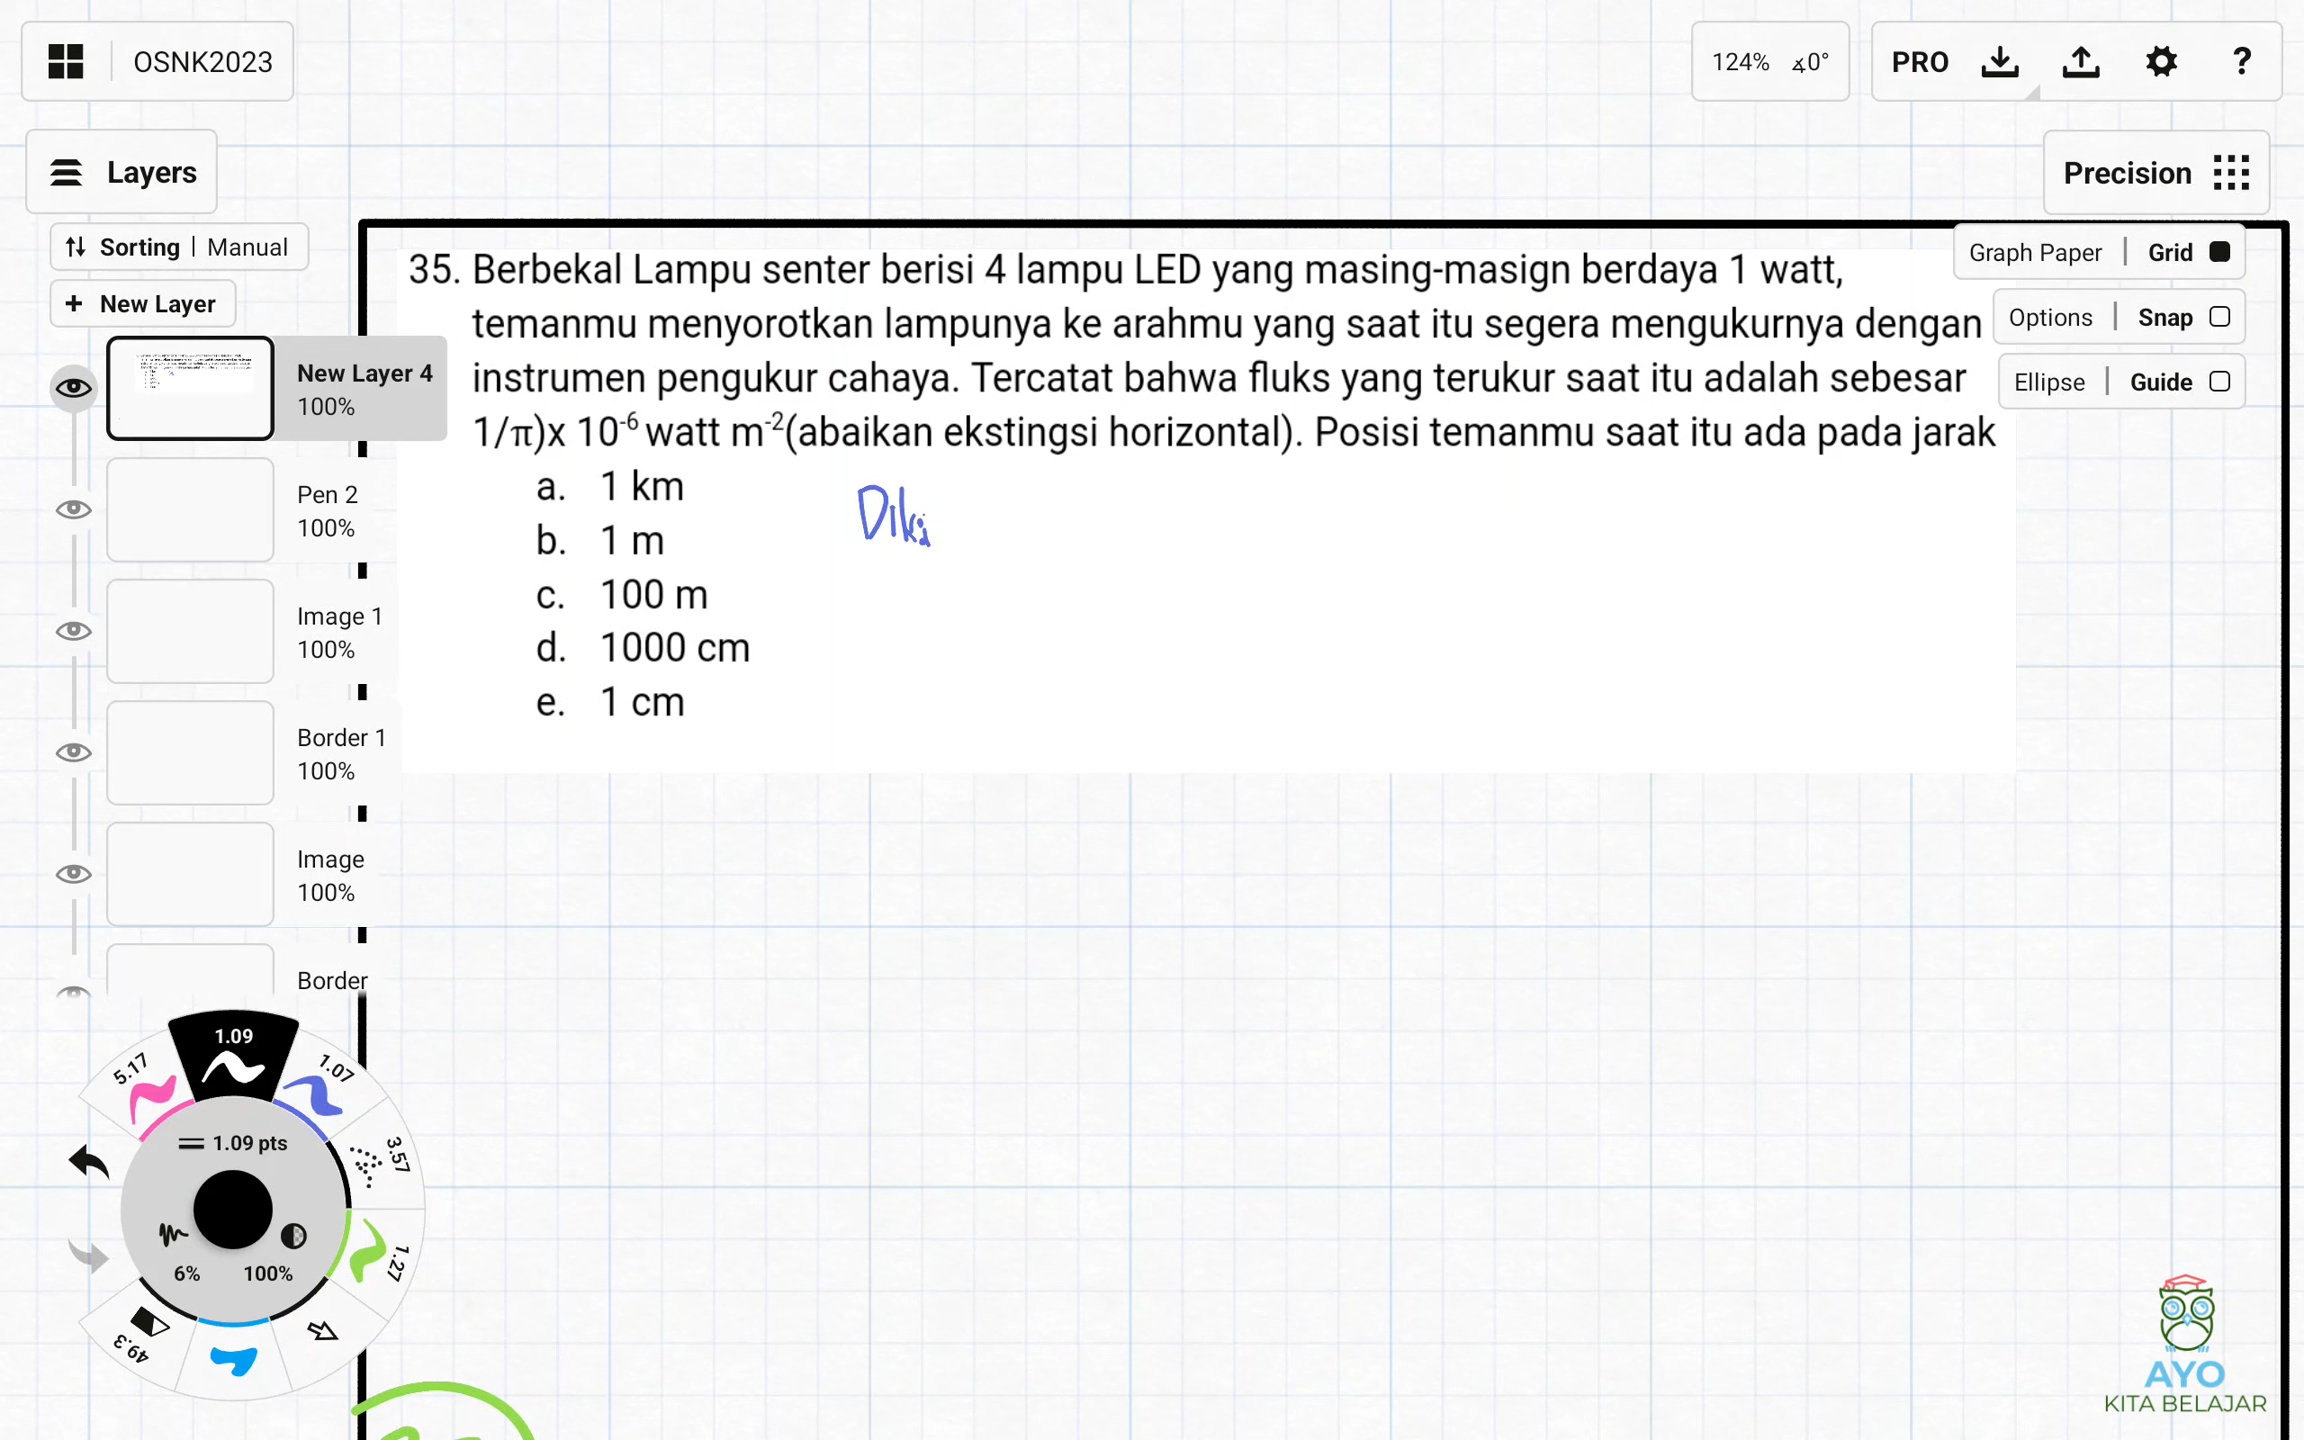 OSNK2023
124% ∡0°
PRO
?
Layers
Precision
Sorting | Manual
Graph Paper | Grid
+ New Layer
Options | Snap
Ellipse | Guide
New Layer 4
100%
Pen 2
100%
Image 1
100%
Border 1
100%
Image
100%
Border
35. Berbekal Lampu senter berisi 4 lampu LED yang masing-masign berdaya 1 watt,
temanmu menyorotkan lampunya ke arahmu yang saat itu segera mengukurnya dengan
instrumen pengukur cahaya. Tercatat bahwa fluks yang terukur saat itu adalah sebesar
1/π)x 10⁻⁶ watt m⁻²(abaikan ekstingsi horizontal). Posisi temanmu saat itu ada pada jarak
a. 1 km
b. 1 m
c. 100 m
d. 1000 cm
e. 1 cm
1.09
5.17
1.07
3.57
1.27
49.3
1.09 pts
6%
100%
AYO
KITA BELAJAR